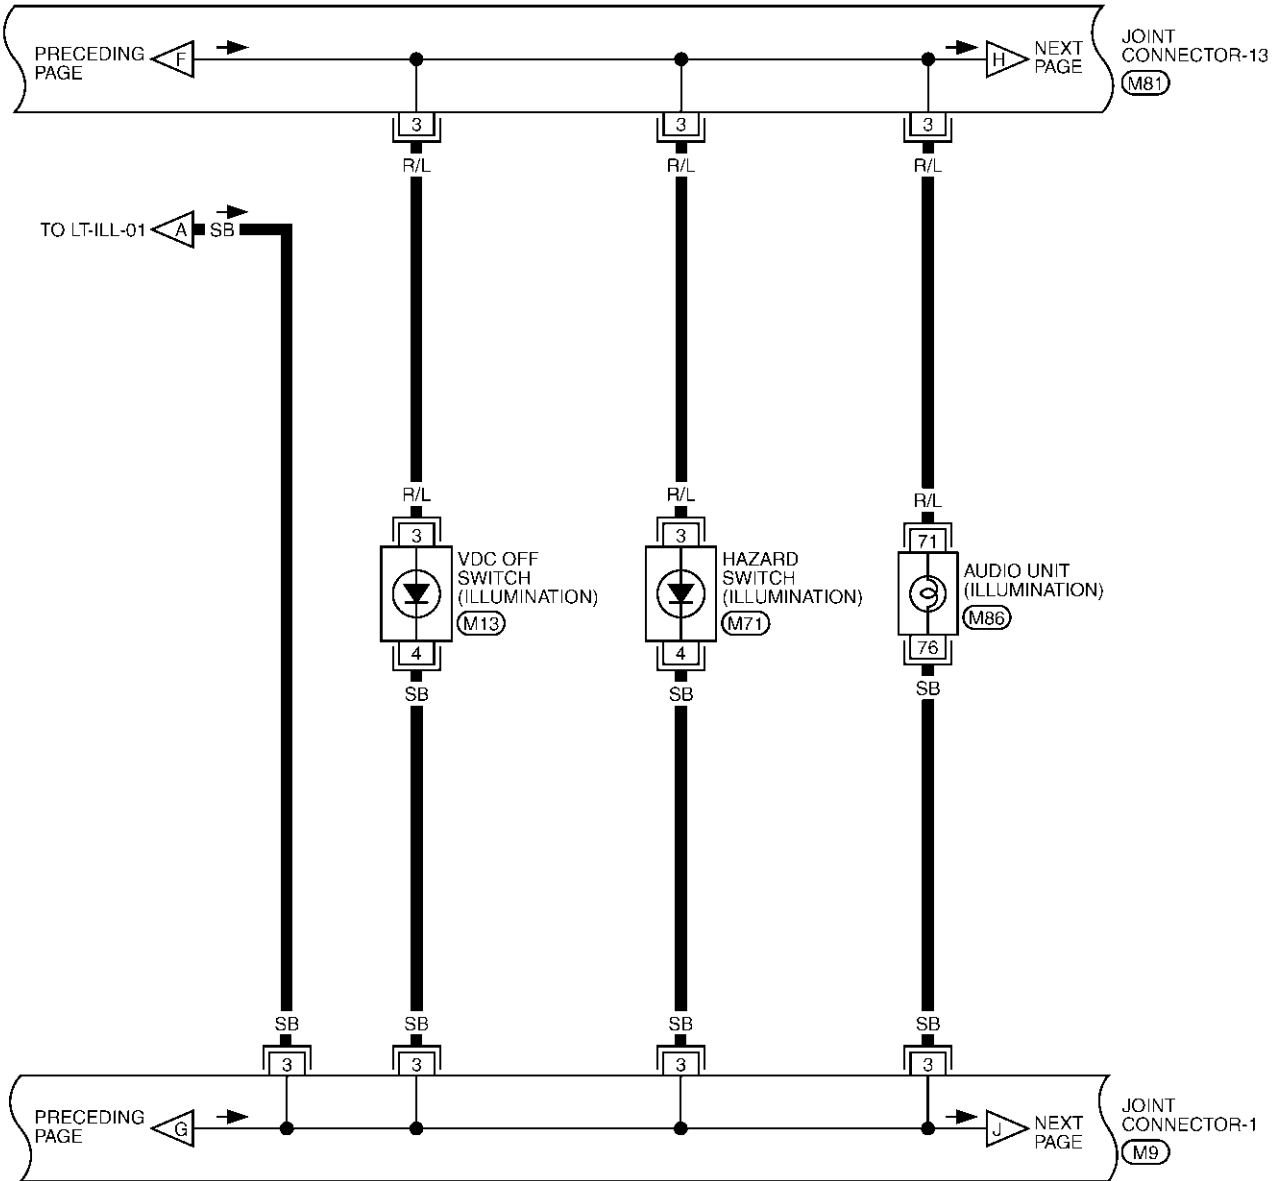 PRECEDING
PAGE
F
H
NEXT
PAGE
JOINT
CONNECTOR-13
M81
3
3
3
R/L
R/L
R/L
TO LT-ILL-01
A
SB
R/L
R/L
R/L
3
3
71
VDC OFF
SWITCH
(ILLUMINATION)
M13
HAZARD
SWITCH
(ILLUMINATION)
M71
AUDIO UNIT
(ILLUMINATION)
M86
4
4
76
SB
SB
SB
SB
SB
SB
SB
3
3
3
3
PRECEDING
PAGE
G
J
NEXT
PAGE
JOINT
CONNECTOR-1
M9